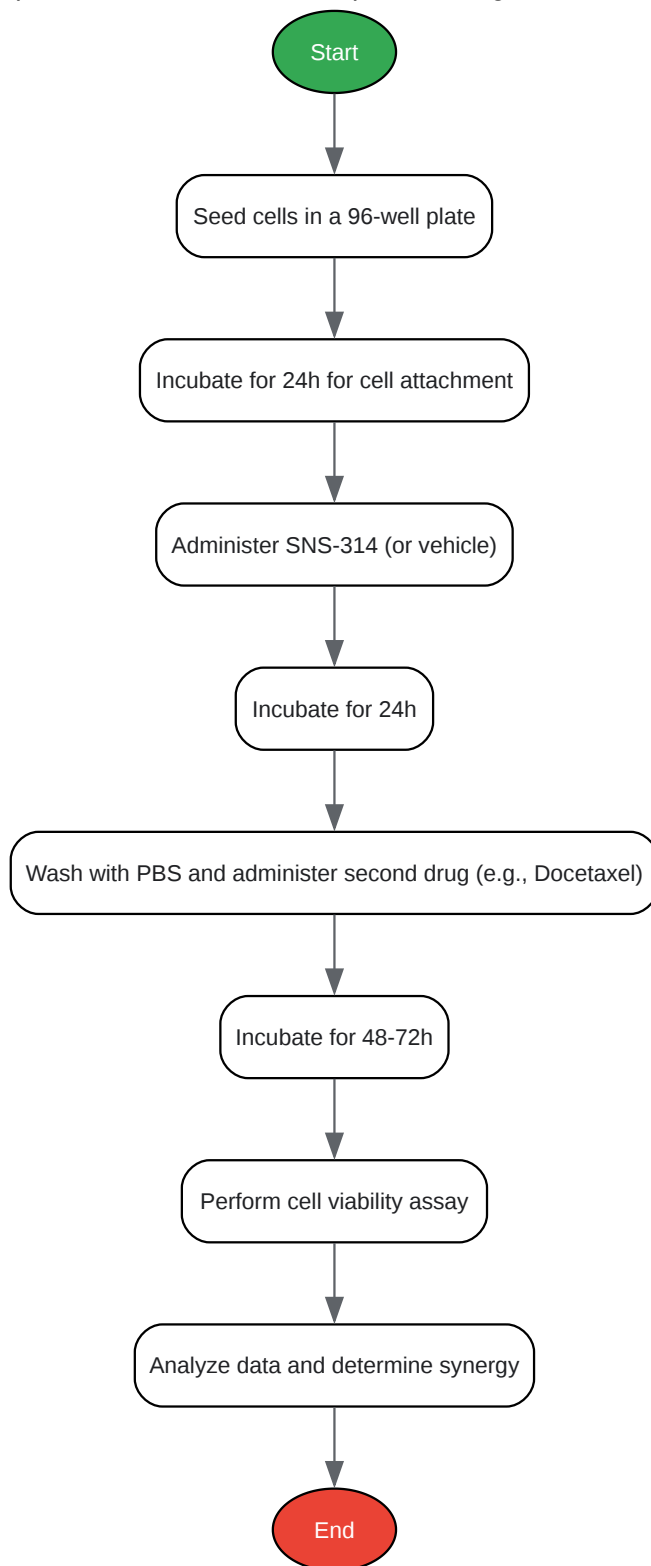 Start
Seed cells in a 96-well plate
Incubate for 24h for cell attachment
Administer SNS-314 (or vehicle)
Incubate for 24h
Wash with PBS and administer second drug (e.g., Docetaxel)
Incubate for 48-72h
Perform cell viability assay
Analyze data and determine synergy
End